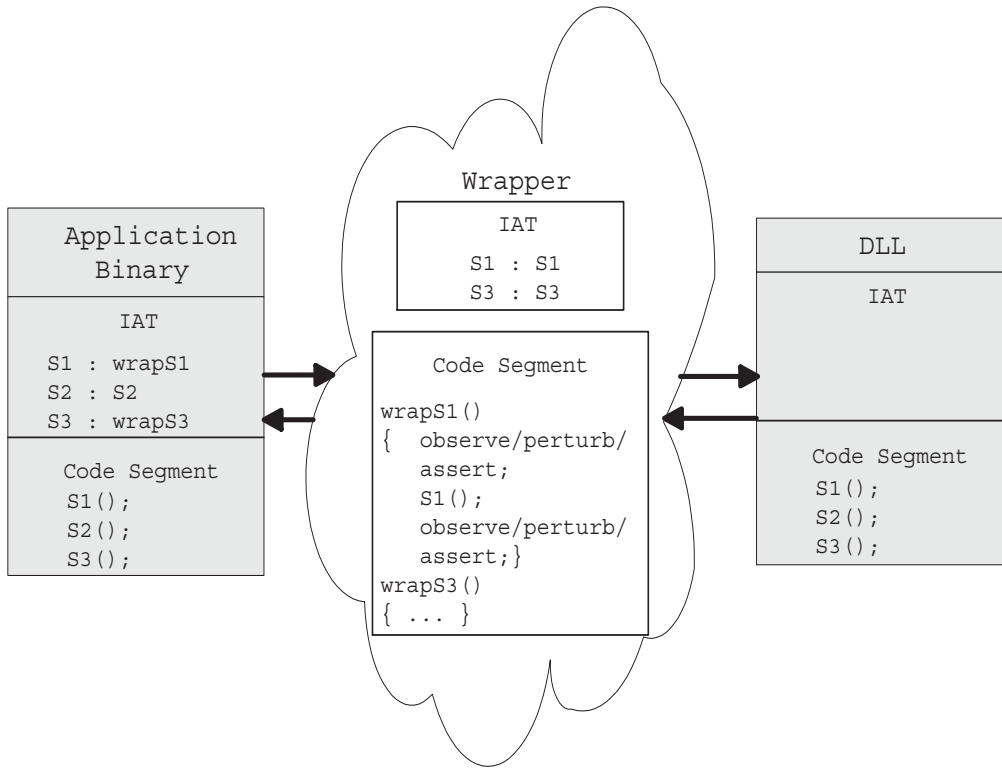 Application
Binary
IAT
S1 : wrapS1
S2 : S2
S3 : wrapS3
Code Segment
S1();
S2();
S3();
Wrapper
IAT
S1 : S1
S3 : S3
Code Segment
wrapS1()
{ observe/perturb/
assert;
S1();
observe/perturb/
assert;}
wrapS3()
{ ... }
DLL
IAT
Code Segment
S1();
S2();
S3();